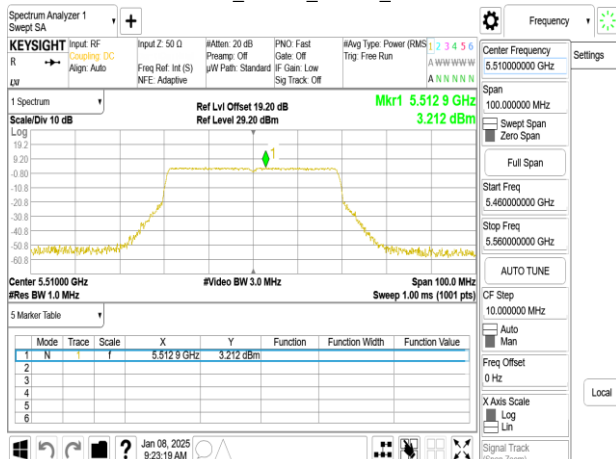 Spectrum Analyzer 1
Swept SA
Frequency
KEYSIGHT
R
Input: RF
Coupling: DC
Align: Auto
Input Z: 50 Ω
Freq Ref: Int (S)
NFE: Adaptive
#Atten: 20 dB
Preamp: Off
µW Path: Standard
PNO: Fast
Gate: Off
IF Gain: Low
Sig Track: Off
#Avg Type: Power (RMS
Trig: Free Run
1 2 3 4 5 6
A W W W W W
A N N N N N
Center Frequency
5.510000000 GHz
Settings
Span
100.000000 MHz
Swept Span
Zero Span
Full Span
Start Freq
5.460000000 GHz
Stop Freq
5.560000000 GHz
AUTO TUNE
CF Step
10.000000 MHz
Auto
Man
Freq Offset
0 Hz
X Axis Scale
Log
Lin
Local
Signal Track
(Span Zoom)
1 Spectrum
Scale/Div 10 dB
Ref Lvl Offset 19.20 dB
Ref Level 29.20 dBm
Mkr1 5.512 9 GHz
3.212 dBm
Log
19.2
9.20
-0.80
-10.8
-20.8
-30.8
-40.8
-50.8
-60.8
1
Center 5.51000 GHz
#Res BW 1.0 MHz
#Video BW 3.0 MHz
Span 100.0 MHz
Sweep 1.00 ms (1001 pts)
5 Marker Table
Mode Trace Scale X Y Function Function Width Function Value
1 N 1 f 5.512 9 GHz 3.212 dBm
2
3
4
5
6
?
Jan 08, 2025
9:23:19 AM